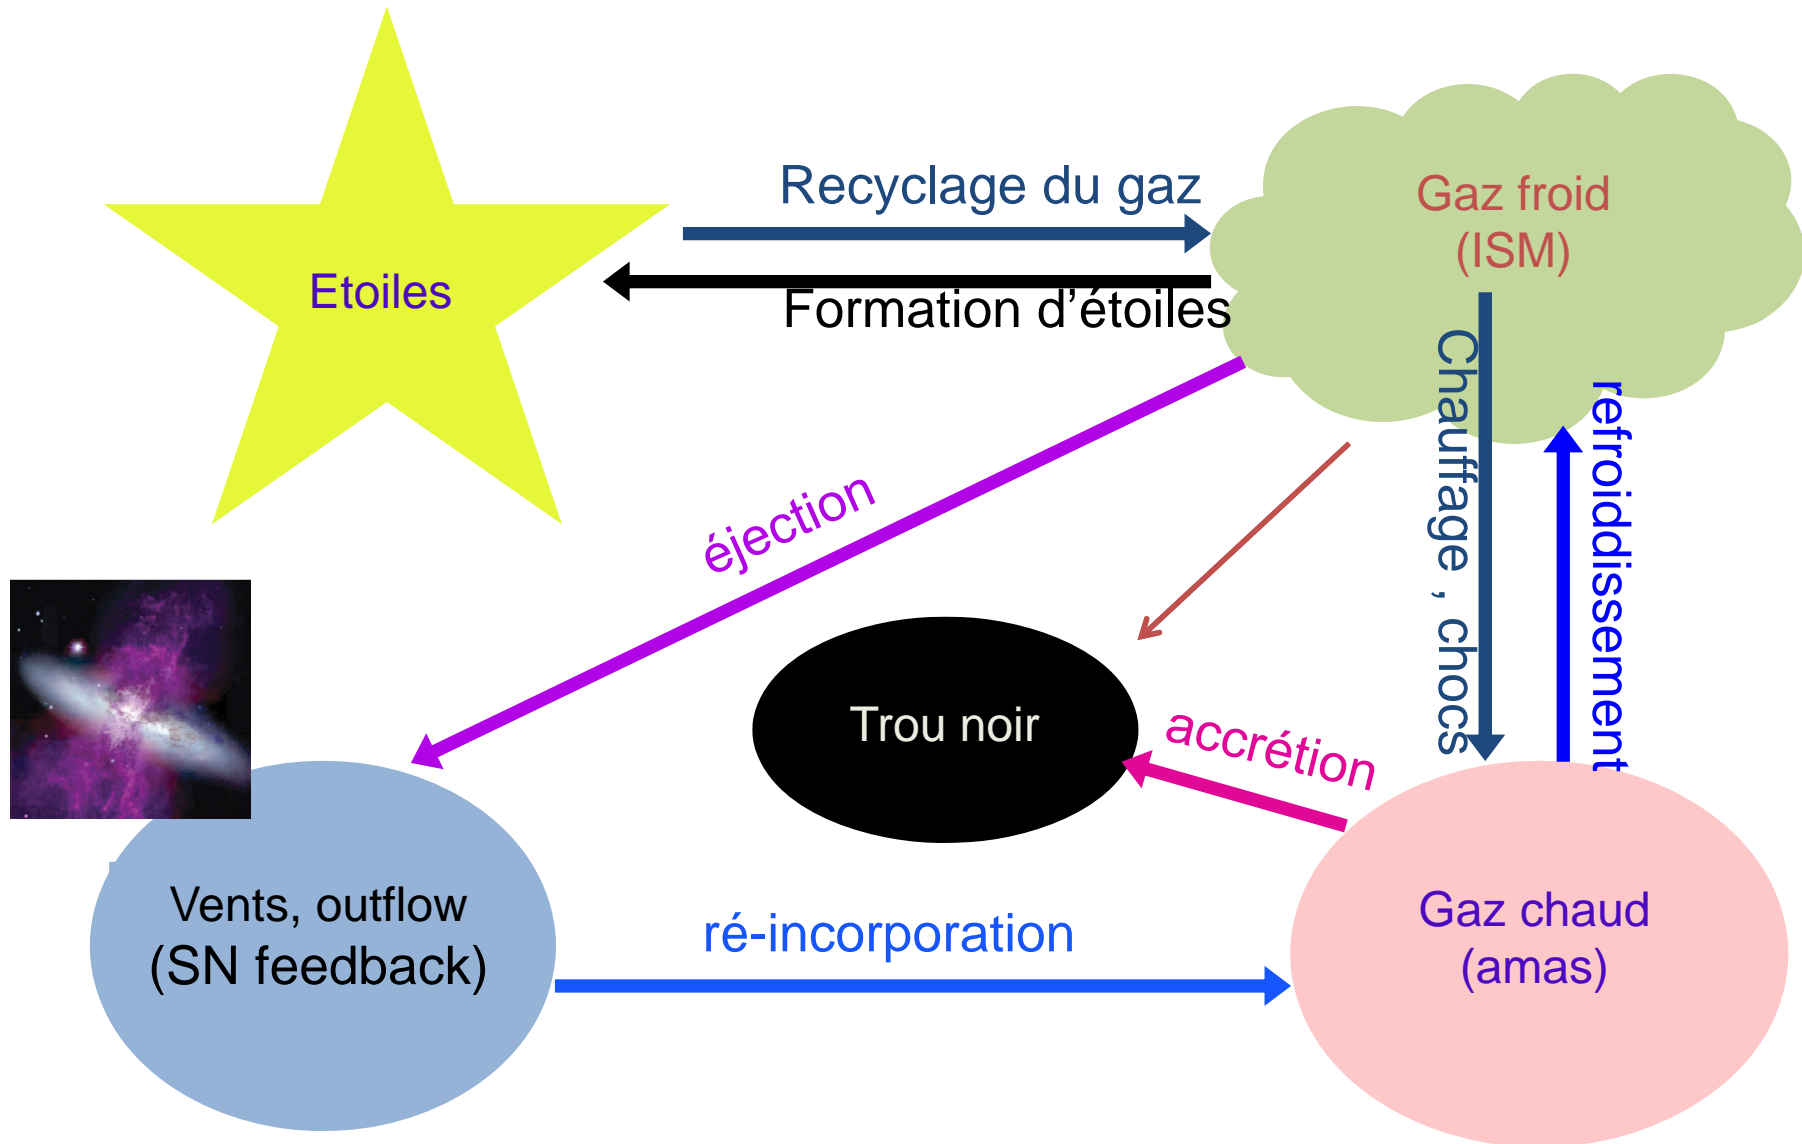 Recyclage du gaz
Gaz froid
(ISM)
Etoiles
Formation d’étoiles
Chauffage , chocs
refroiddissement
éjection
Trou noir
accrétion
Vents, outflow
(SN feedback)
ré-incorporation
Gaz chaud
(amas)